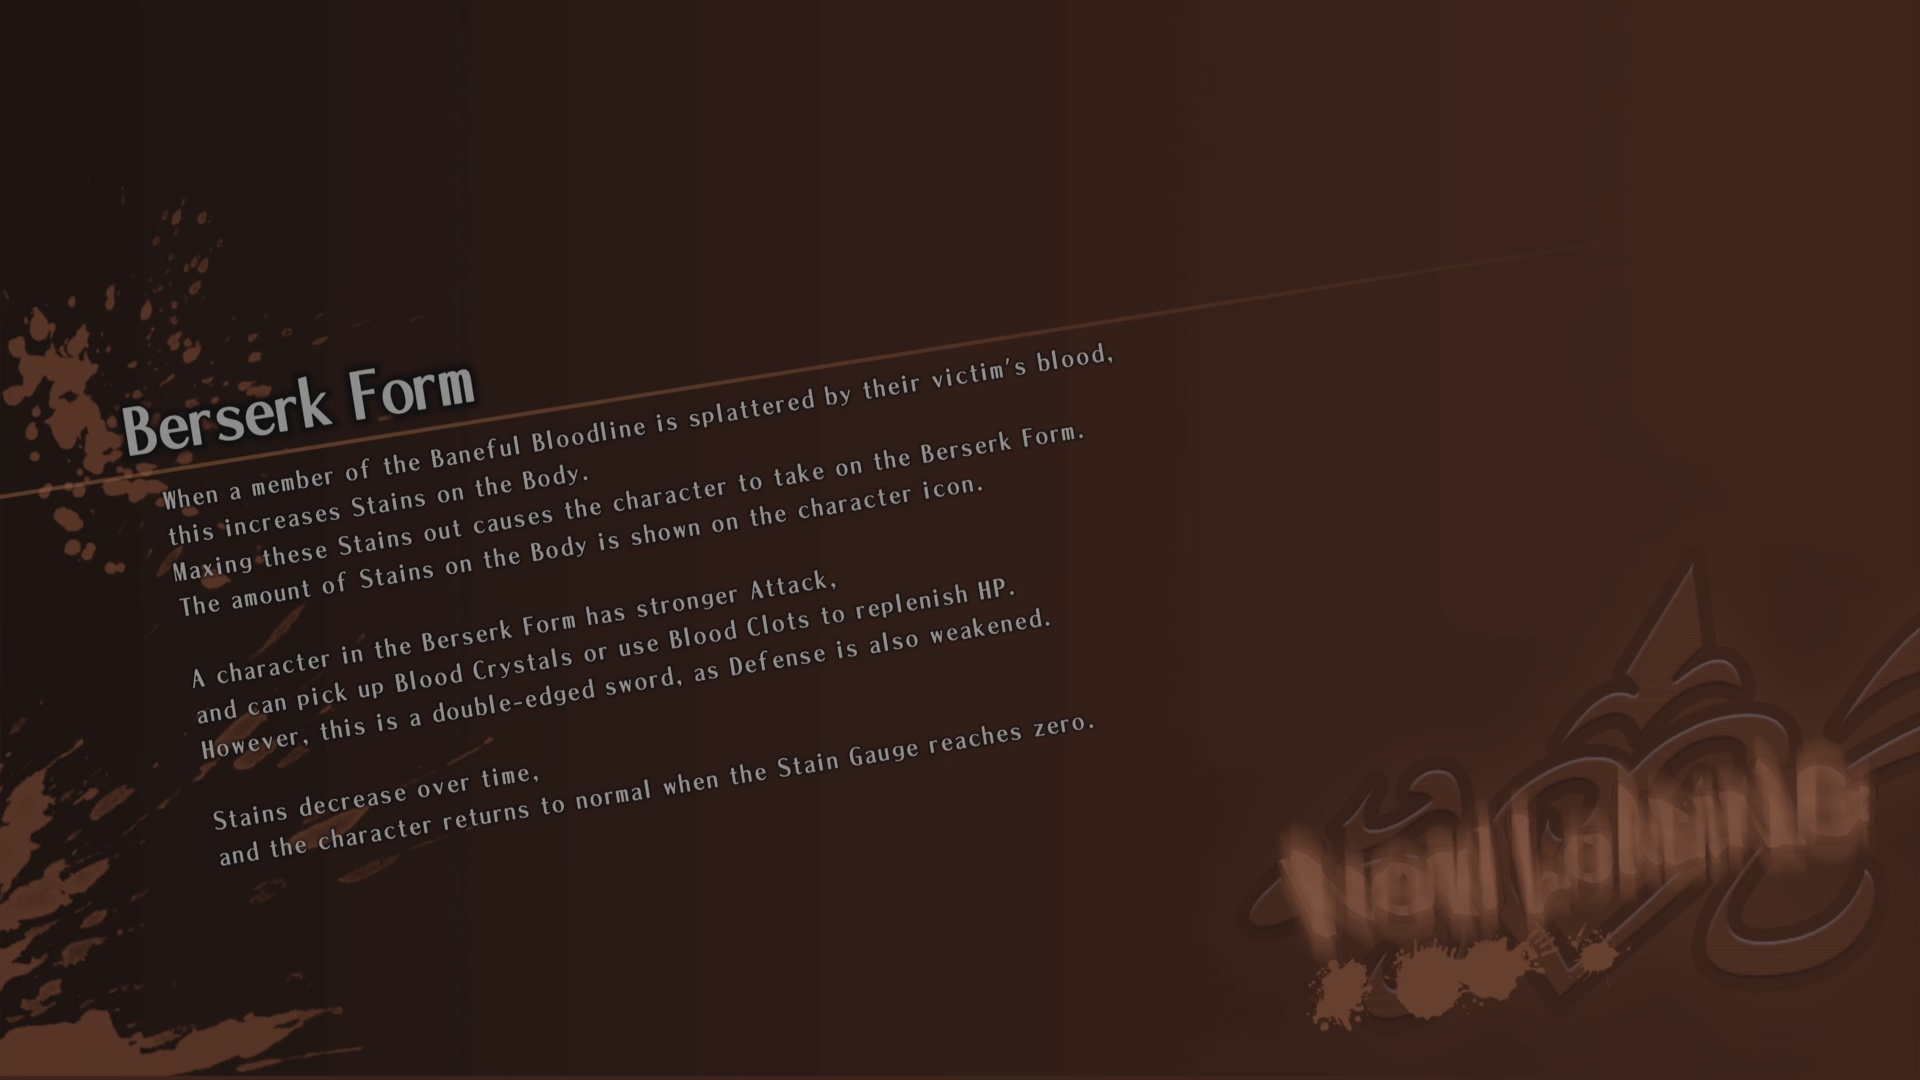 Berserk Form
When a member of the Baneful Bloodline is splattered by their victim's blood,
this increases Stains on the Body.
Maxing these Stains out causes the character to take on the Berserk Form.
The amount of Stains on the Body is shown on the character icon.
A character in the Berserk Form has stronger Attack,
and can pick up Blood Crystals or use Blood Clots to replenish HP.
However, this is a double-edged sword, as Defense is also weakened.
Stains decrease over time,
and the character returns to normal when the Stain Gauge reaches zero.
Now Loading